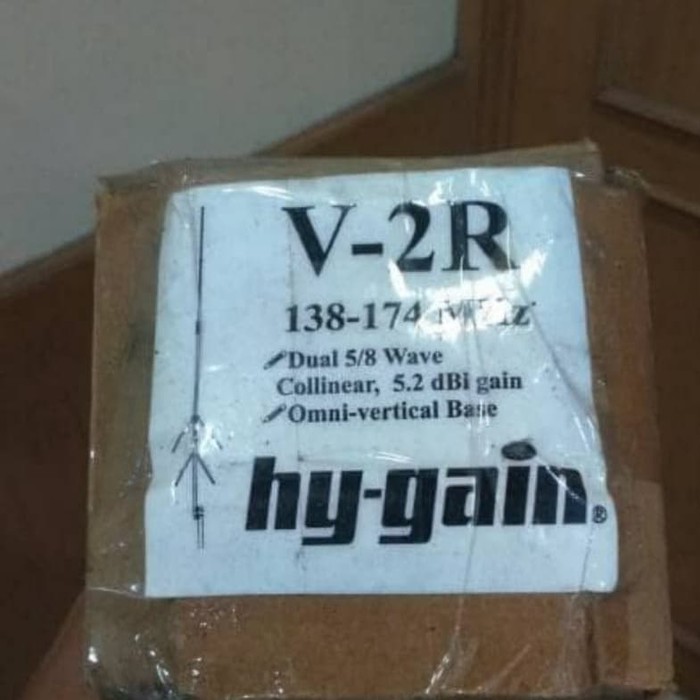 V-2R
138-174 MHz
Dual 5/8 Wave
Collinear, 5.2 dBi gain
Omni-vertical Base
hy-gain®